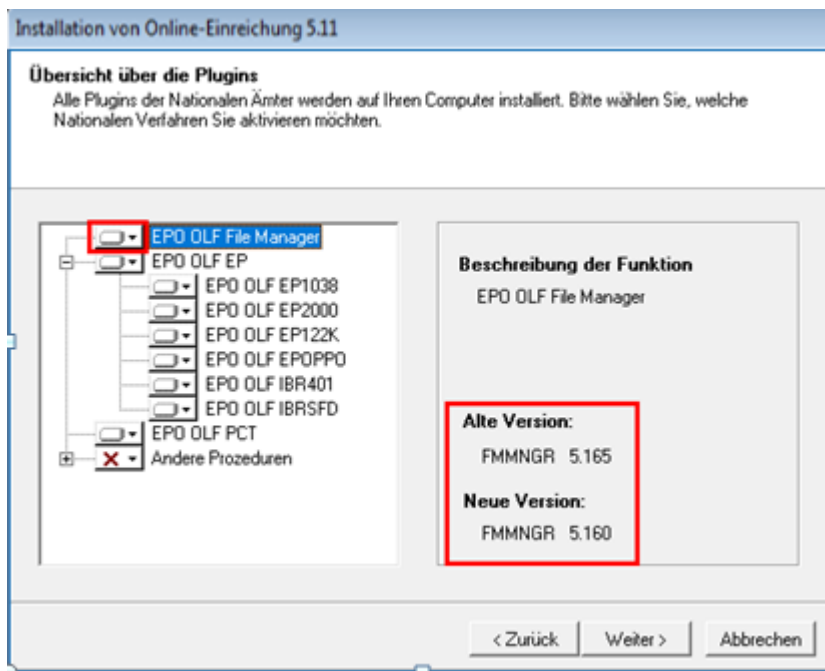 Installation von Online-Einreichung 5.11
Übersicht über die Plugins
Alle Plugins der Nationalen Ämter werden auf Ihren Computer installiert. Bitte wählen Sie, welche
Nationalen Verfahren Sie aktivieren möchten.
EPO OLF File Manager
EPO OLF EP
EPO OLF EP1038
EPO OLF EP2000
EPO OLF EP122K
EPO OLF EPOPPO
EPO OLF IBR401
EPO OLF IBRSFD
EPO OLF PCT
Andere Prozeduren
Beschreibung der Funktion
EPO OLF File Manager
Alte Version:
FMMNGR 5.165
Neue Version:
FMMNGR 5.160
< Zurück
Weiter >
Abbrechen